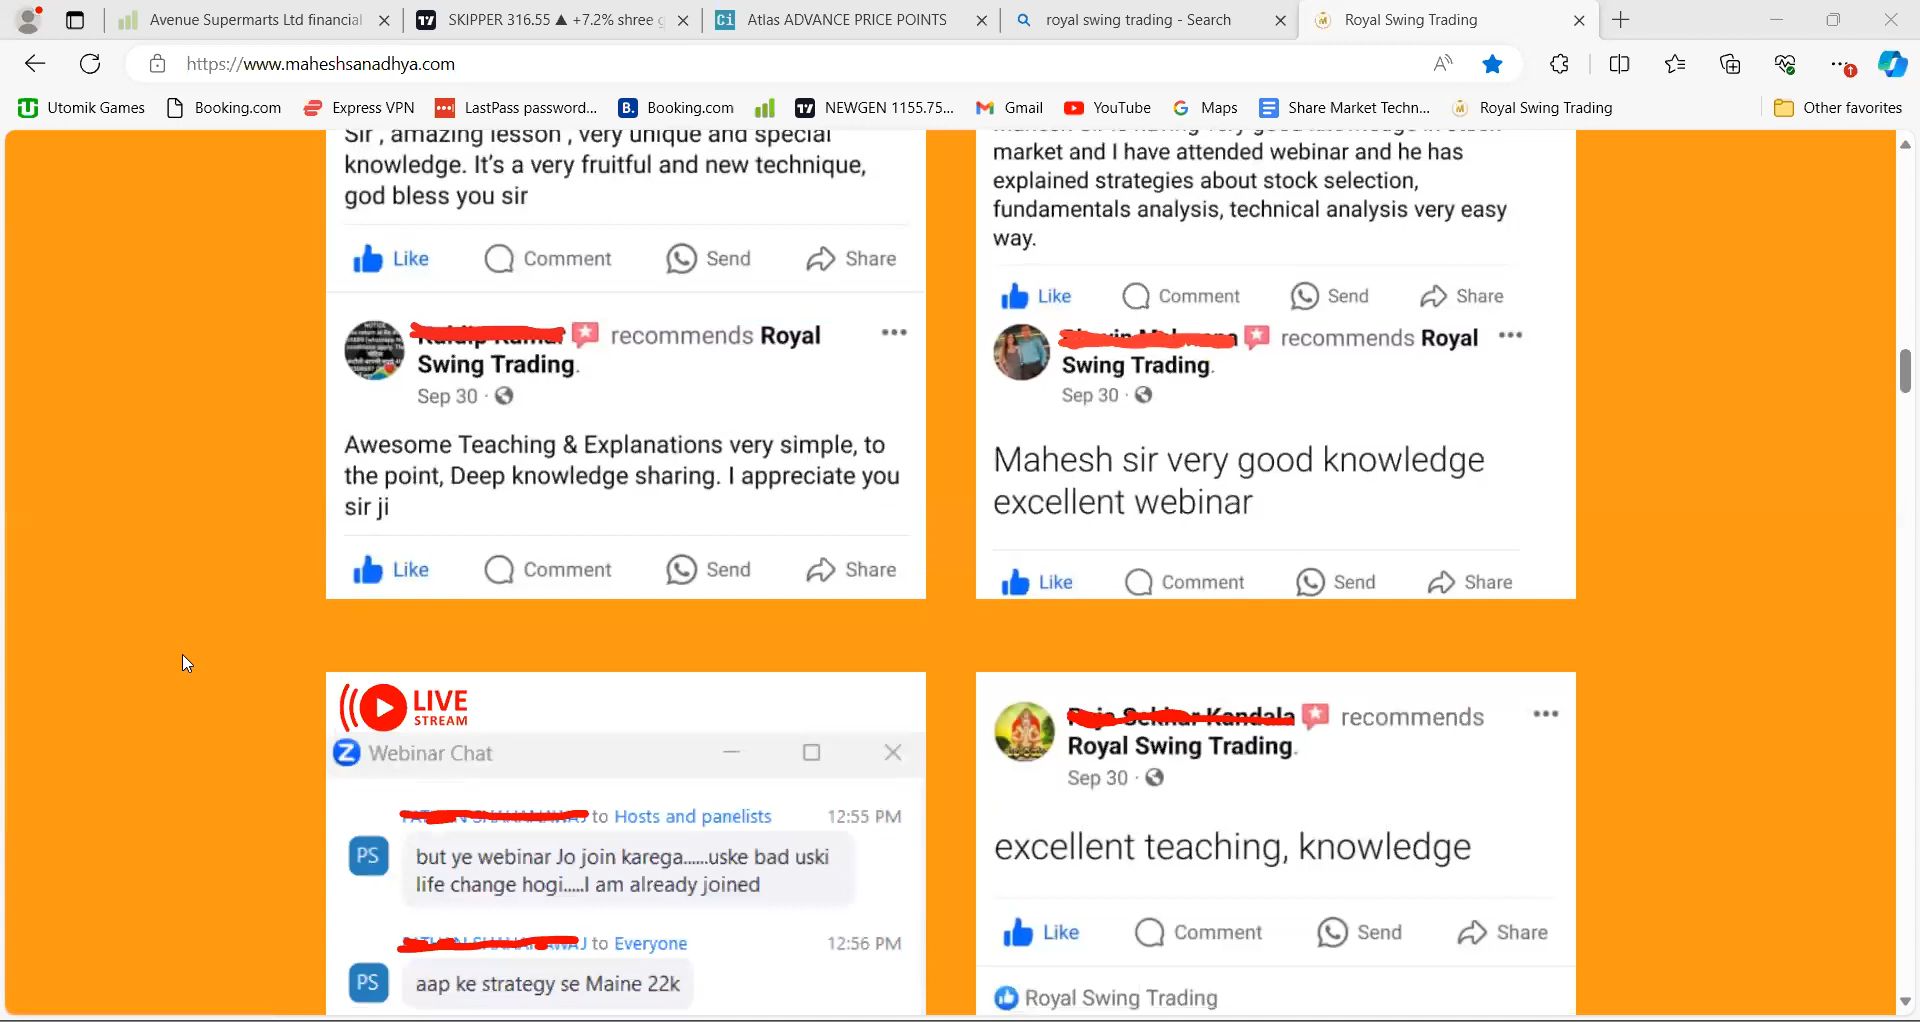 Avenue Supermarts Ltd financial
SKIPPER 316.55 ▲ +7.2% shree g
Atlas ADVANCE PRICE POINTS
royal swing trading - Search
Royal Swing Trading
https://www.maheshsanadhya.com
Utomik Games
Booking.com
Express VPN
LastPass password...
Booking.com
NEWGEN 1155.75...
Gmail
YouTube
Maps
Share Market Techn...
Royal Swing Trading
Other favorites
Sir , amazing lesson , very unique and special
knowledge. It's a very fruitful and new technique,
god bless you sir
Like Comment Send Share
recommends Royal
Swing Trading.
Sep 30
Awesome Teaching & Explanations very simple, to
the point, Deep knowledge sharing. I appreciate you
sir ji
Like Comment Send Share
market and I have attended webinar and he has
explained strategies about stock selection,
fundamentals analysis, technical analysis very easy
way.
Like Comment Send Share
recommends Royal
Swing Trading.
Sep 30
Mahesh sir very good knowledge
excellent webinar
Like Comment Send Share
LIVE
STREAM
Webinar Chat
to Hosts and panelists 12:55 PM
PS
but ye webinar Jo join karega......uske bad uski
life change hogi.....I am already joined
to Everyone 12:56 PM
PS
aap ke strategy se Maine 22k
recommends
Royal Swing Trading.
Sep 30
excellent teaching, knowledge
Like Comment Send Share
Royal Swing Trading